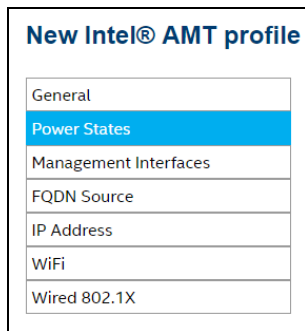 New Intel® AMT profile
General
Power States
Management Interfaces
FQDN Source
IP Address
WiFi
Wired 802.1X